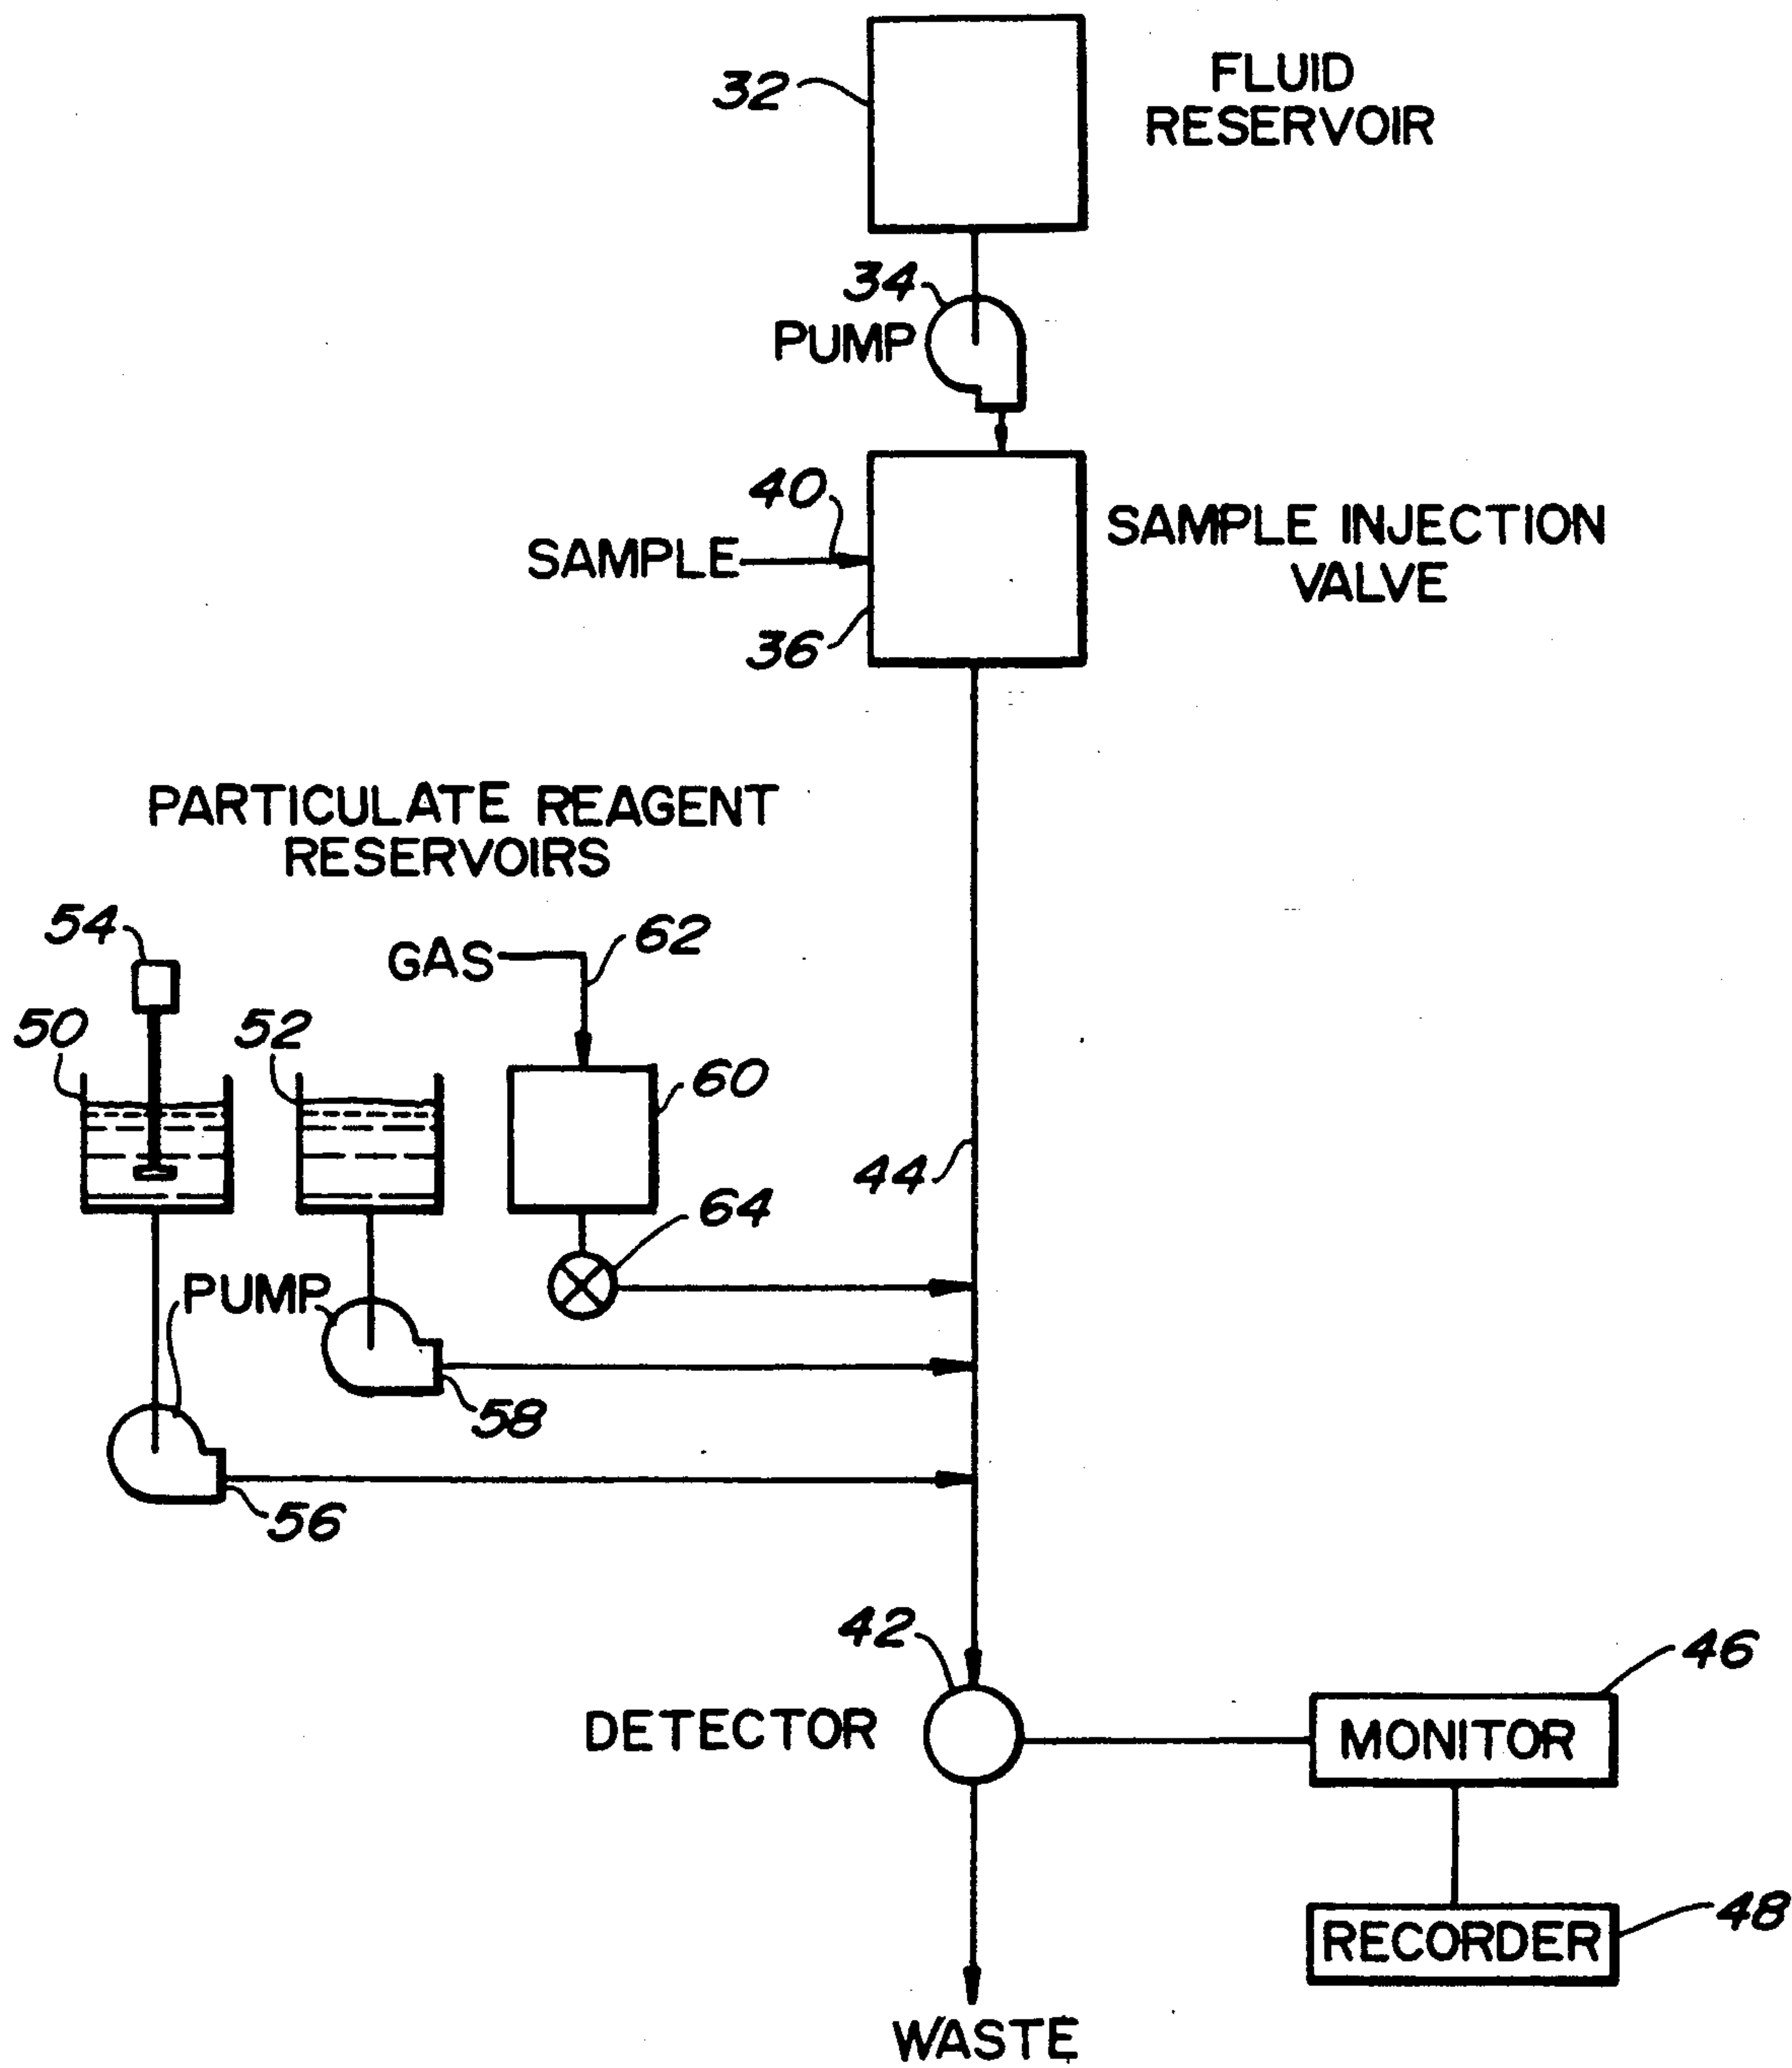 32
FLUID
RESERVOIR
34
PUMP
40
SAMPLE
SAMPLE INJECTION
VALVE
36
PARTICULATE REAGENT
RESERVOIRS
54
GAS
62
50
52
60
44
64
PUMP
58
56
42
46
DETECTOR
MONITOR
48
RECORDER
WASTE